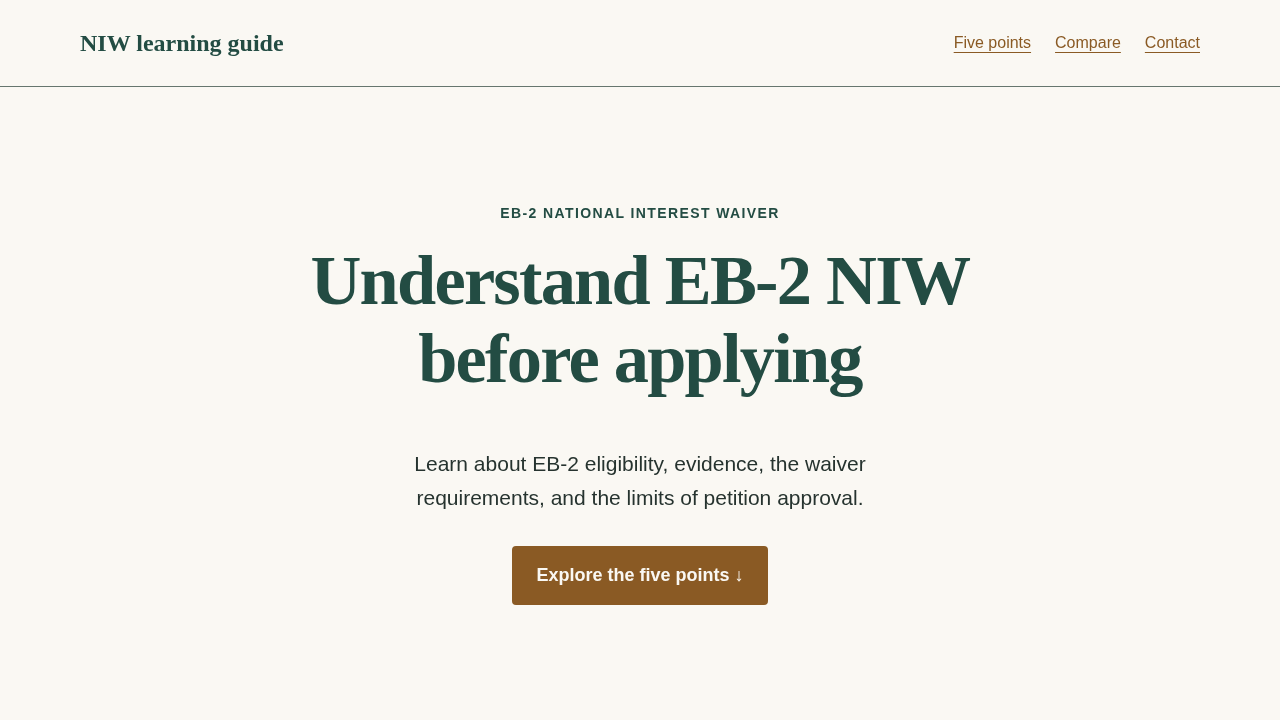 NIW learning guide
Five points
Compare
Contact
EB-2 NATIONAL INTEREST WAIVER
Understand EB-2 NIW
before applying
Learn about EB-2 eligibility, evidence, the waiver
requirements, and the limits of petition approval.
Explore the five points ↓